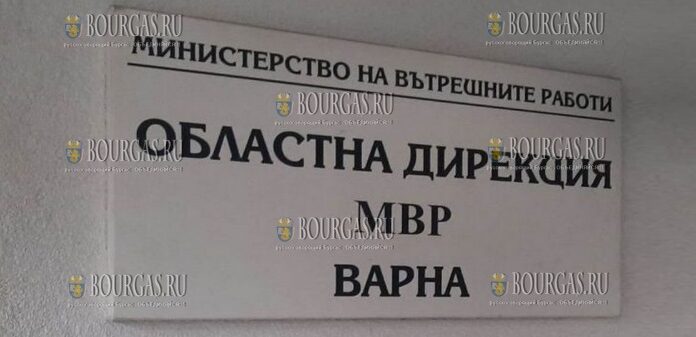 МИНИСТЕРСТВО НА ВЪТРЕШНИТЕ РАБОТИ
ОБЛАСТНА ДИРЕКЦИЯ
МВР
ВАРНА
BOURGAS.RU
BOURGAS.RU
BOURGAS.RU
BOURGAS.RU
BOURGAS.RU
BOURGAS.RU
BOURGAS.RU
BOURGAS.RU